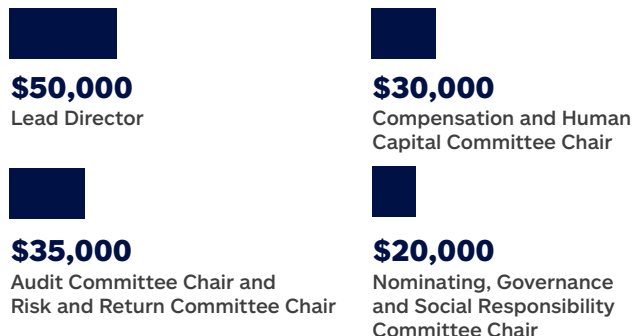 $50,000
Lead Director
$30,000
Compensation and Human
Capital Committee Chair
$35,000
Audit Committee Chair and
Risk and Return Committee Chair
$20,000
Nominating, Governance
and Social Responsibility
Committee Chair